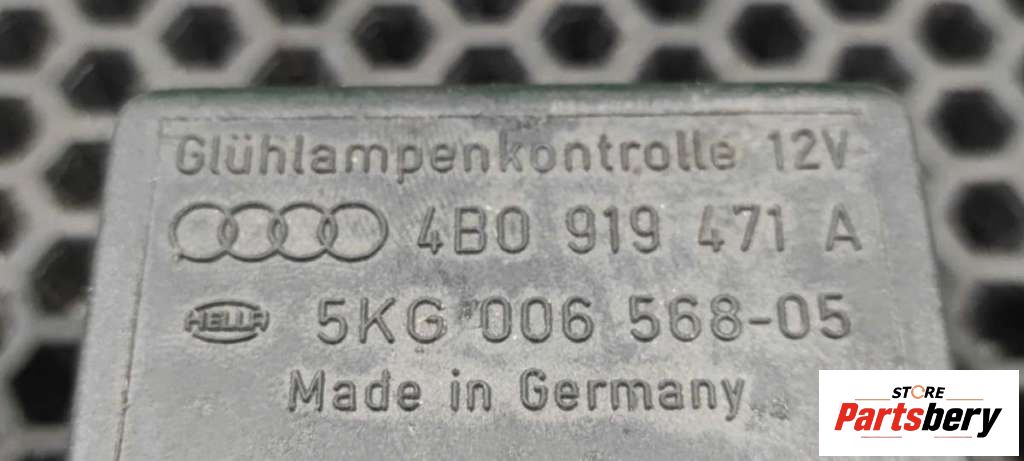 Glühlampenkontrolle 12V
4B0 919 471 A
HELLA 5KG 006 568-05
Made in Germany
STORE
Partsbery